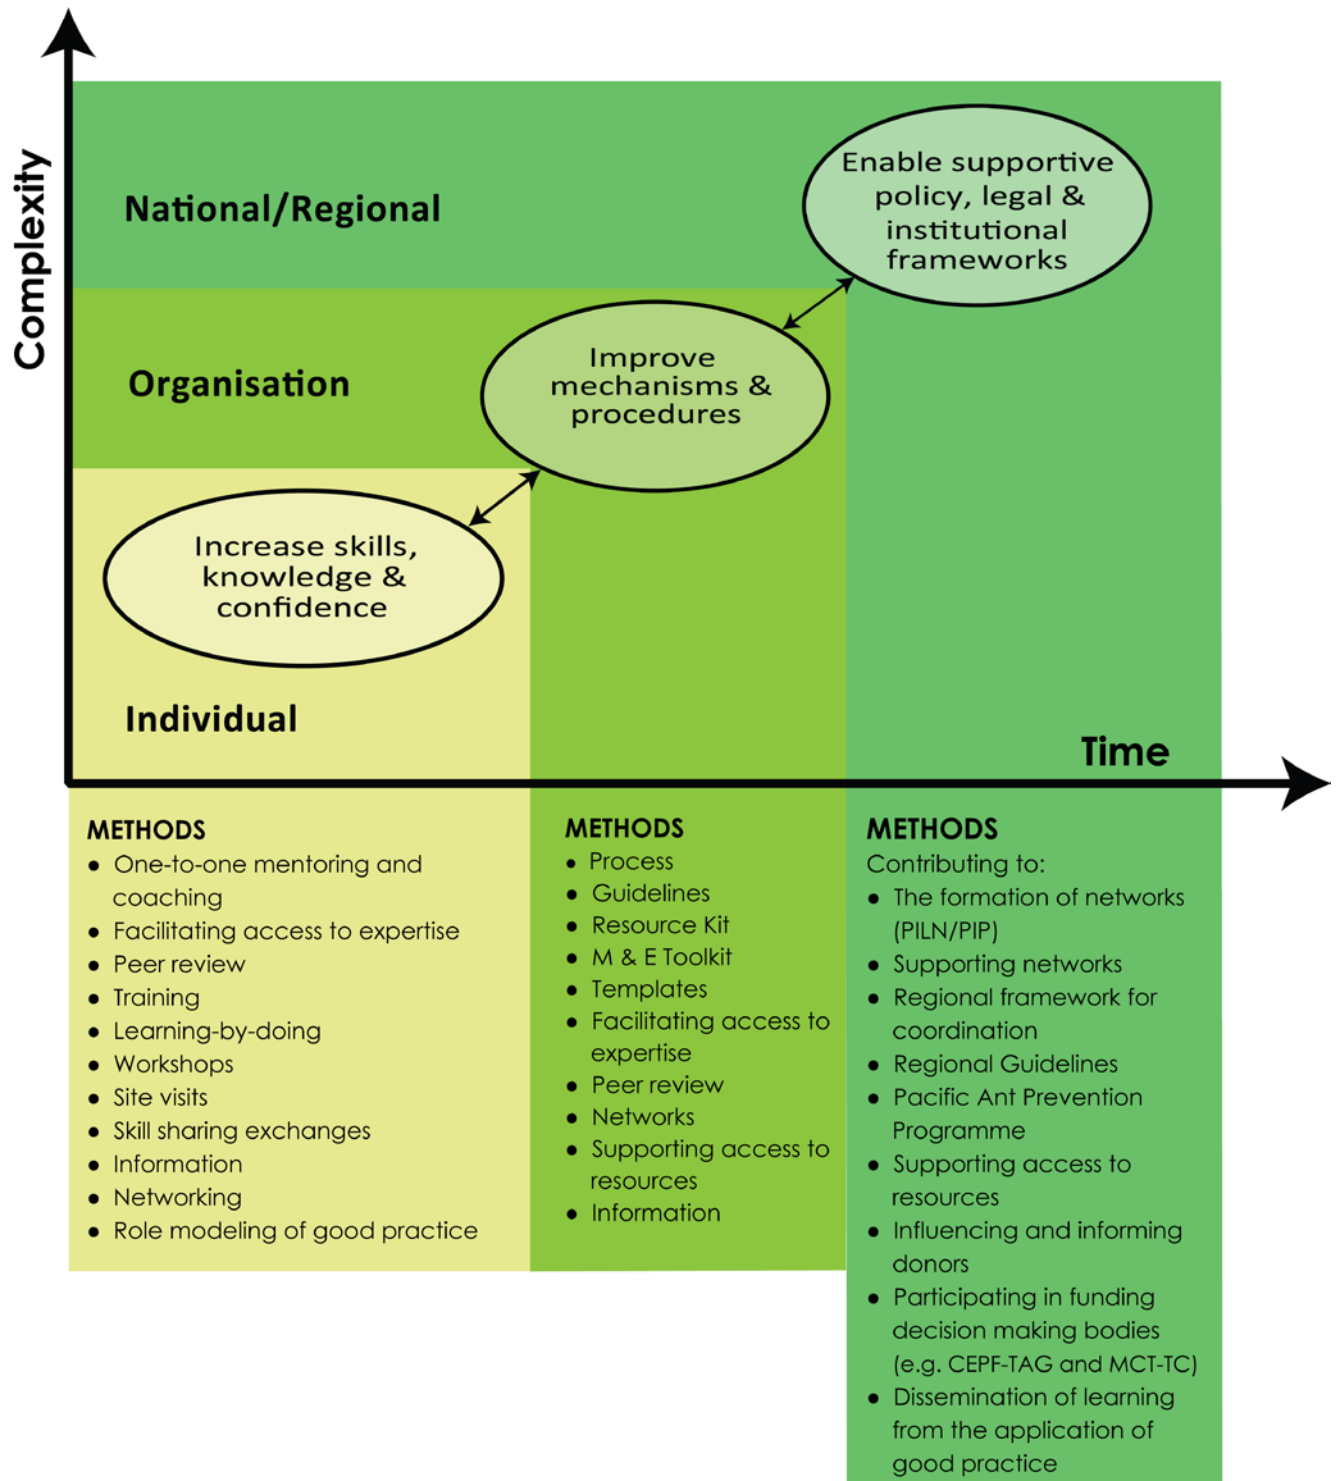 Complexity
National/Regional
Enable supportive
policy, legal &
institutional
frameworks
Organisation
Improve
mechanisms &
procedures
Increase skills,
knowledge &
confidence
Individual
Time
METHODS
● One-to-one mentoring and
coaching
● Facilitating access to expertise
● Peer review
● Training
● Learning-by-doing
● Workshops
● Site visits
● Skill sharing exchanges
● Information
● Networking
● Role modeling of good practice
METHODS
● Process
● Guidelines
● Resource Kit
● M & E Toolkit
● Templates
● Facilitating access to
expertise
● Peer review
● Networks
● Supporting access to
resources
● Information
METHODS
Contributing to:
● The formation of networks
(PILN/PIP)
● Supporting networks
● Regional framework for
coordination
● Regional Guidelines
● Pacific Ant Prevention
Programme
● Supporting access to
resources
● Influencing and informing
donors
● Participating in funding
decision making bodies
(e.g. CEPF-TAG and MCT-TC)
● Dissemination of learning
from the application of
good practice